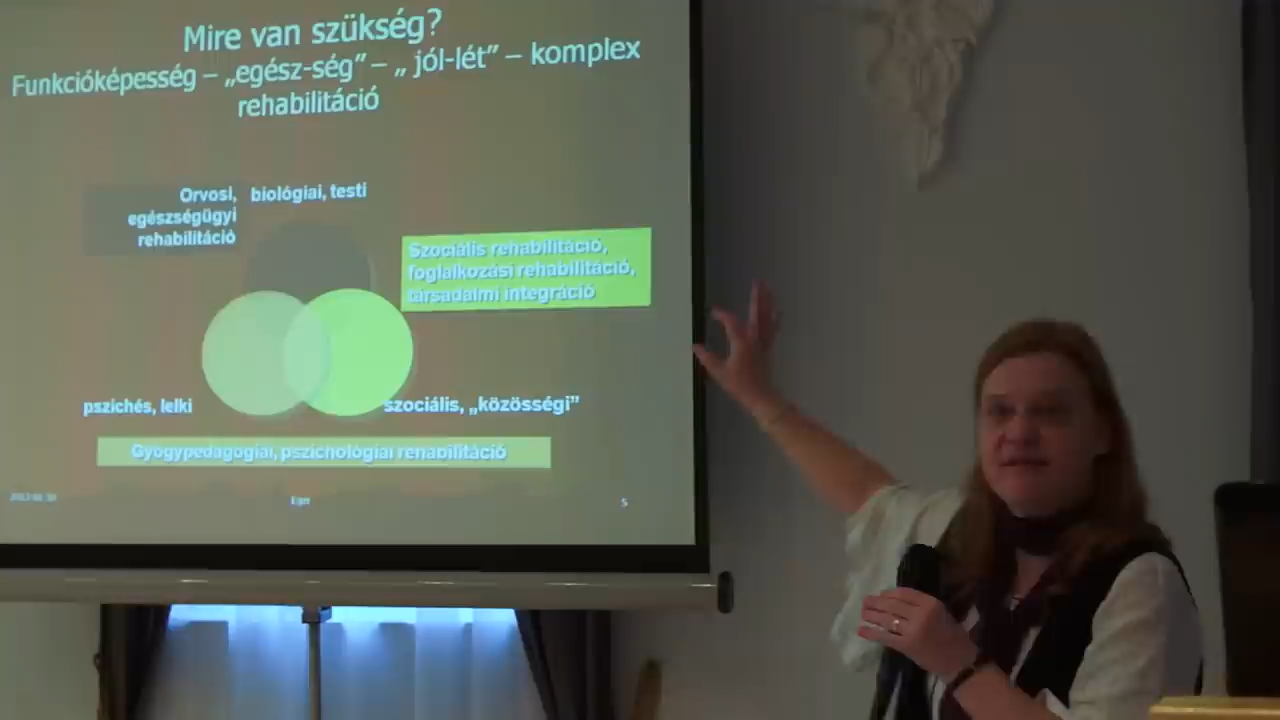 Mire van szükség?
Funkcióképesség – „egész-ség” – „ jól-lét” – komplex
rehabilitáció
Orvosi,
egészségügyi
rehabilitáció
biológiai, testi
Szociális rehabilitáció,
foglalkozási rehabilitáció,
társadalmi integráció
pszichés, lelki
szociális, „közösségi”
Gyógypedagógiai, pszichológiai rehabilitáció
5